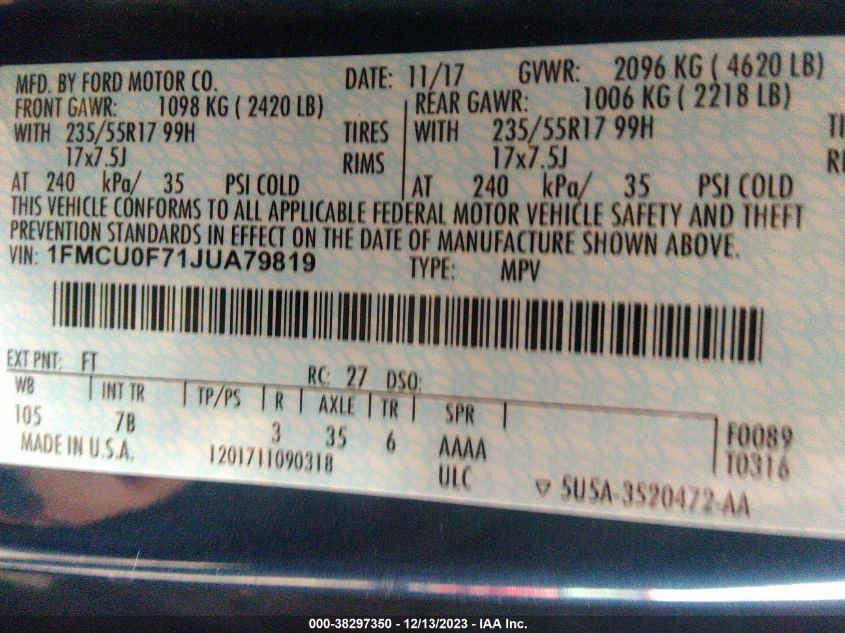 MFD. BY FORD MOTOR CO. DATE: 11/17 GVWR: 2096 KG ( 4620 LB)
FRONT GAWR: 1098 KG ( 2420 LB) REAR GAWR: 1006 KG ( 2218 LB)
WITH 235/55R17 99H TIRES WITH 235/55R17 99H
17x7.5J RIMS 17x7.5J
AT 240 kPa/ 35 PSI COLD AT 240 kPa/ 35 PSI COLD
THIS VEHICLE CONFORMS TO ALL APPLICABLE FEDERAL MOTOR VEHICLE SAFETY AND THEFT
PREVENTION STANDARDS IN EFFECT ON THE DATE OF MANUFACTURE SHOWN ABOVE.
VIN: 1FMCU0F71JUA79819 TYPE: MPV
EXT PNT: FT RC: 27 DSO:
WB INT TR TP/PS R AXLE TR SPR
105 7B 3 35 6 AAAA F0089
MADE IN U.S.A. 1201711090318 ULC T0316
5U5A-3520472-AA
000-38297350 - 12/13/2023 - IAA Inc.